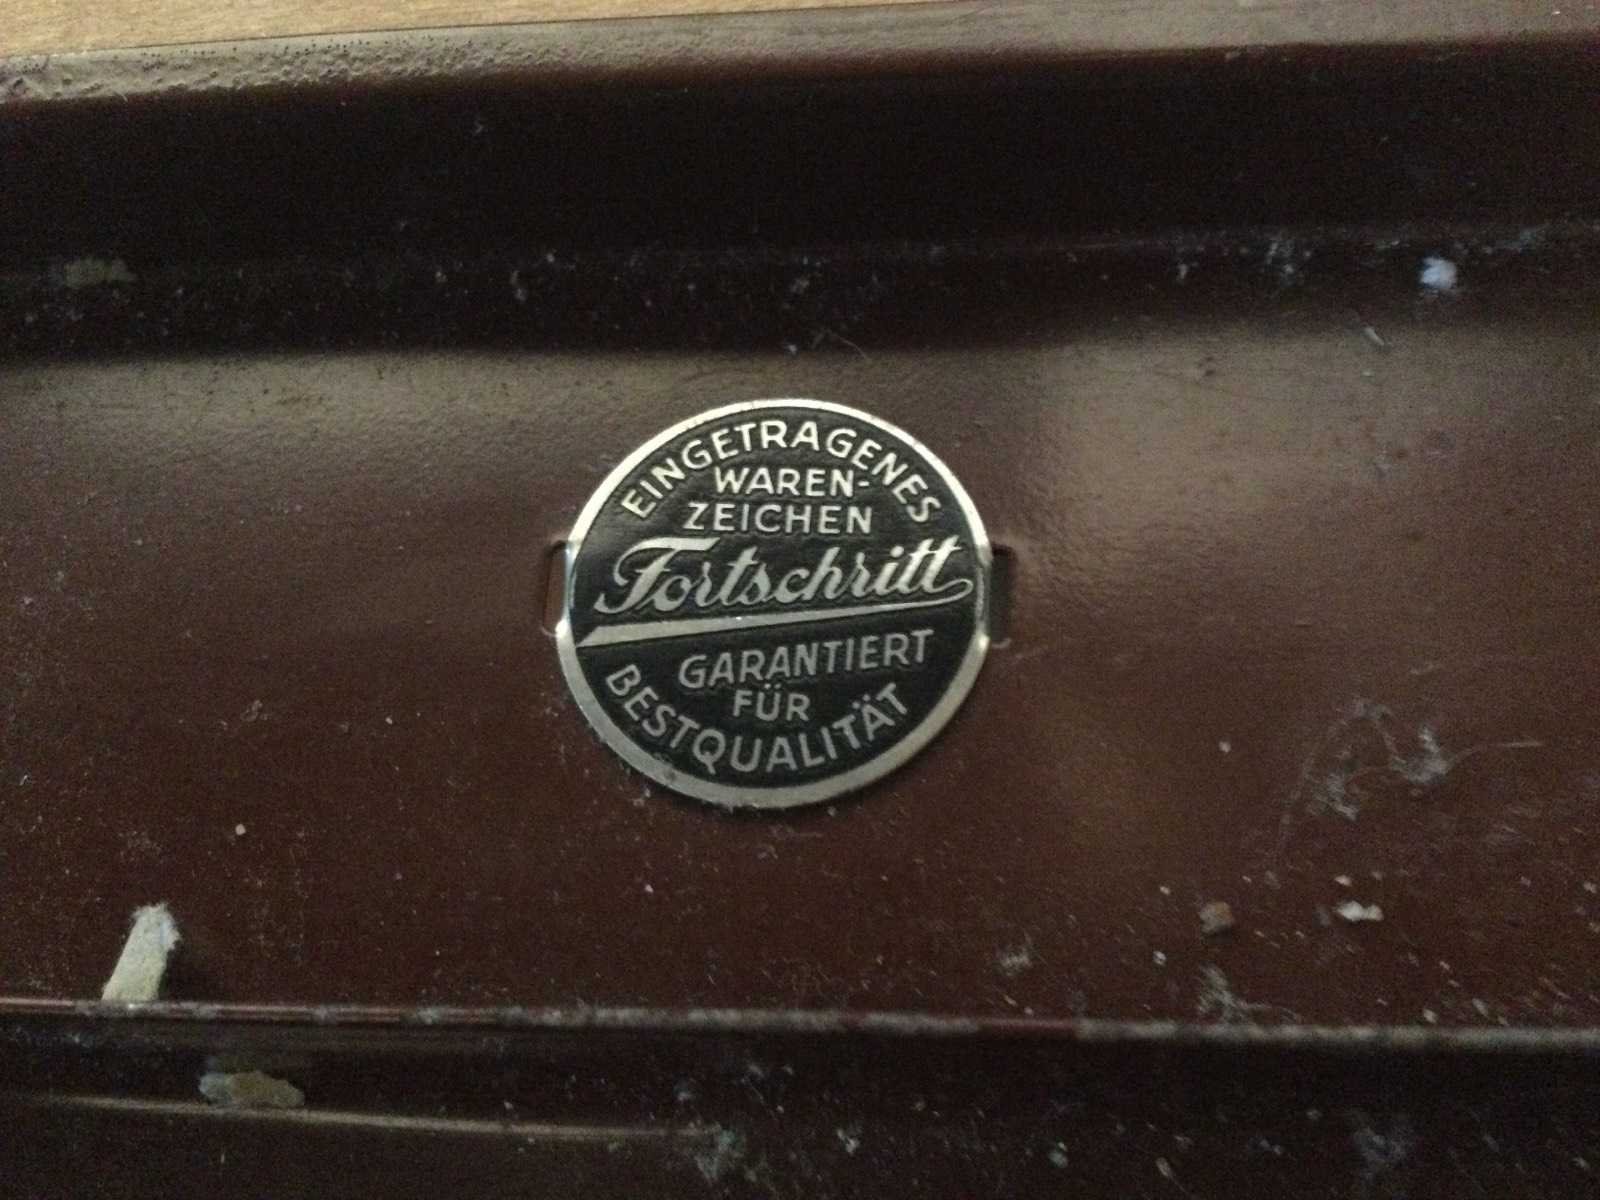 EINGETRAGENES
WAREN-
ZEICHEN
Fortschritt
GARANTIERT
FÜR
BESTQUALITÄT